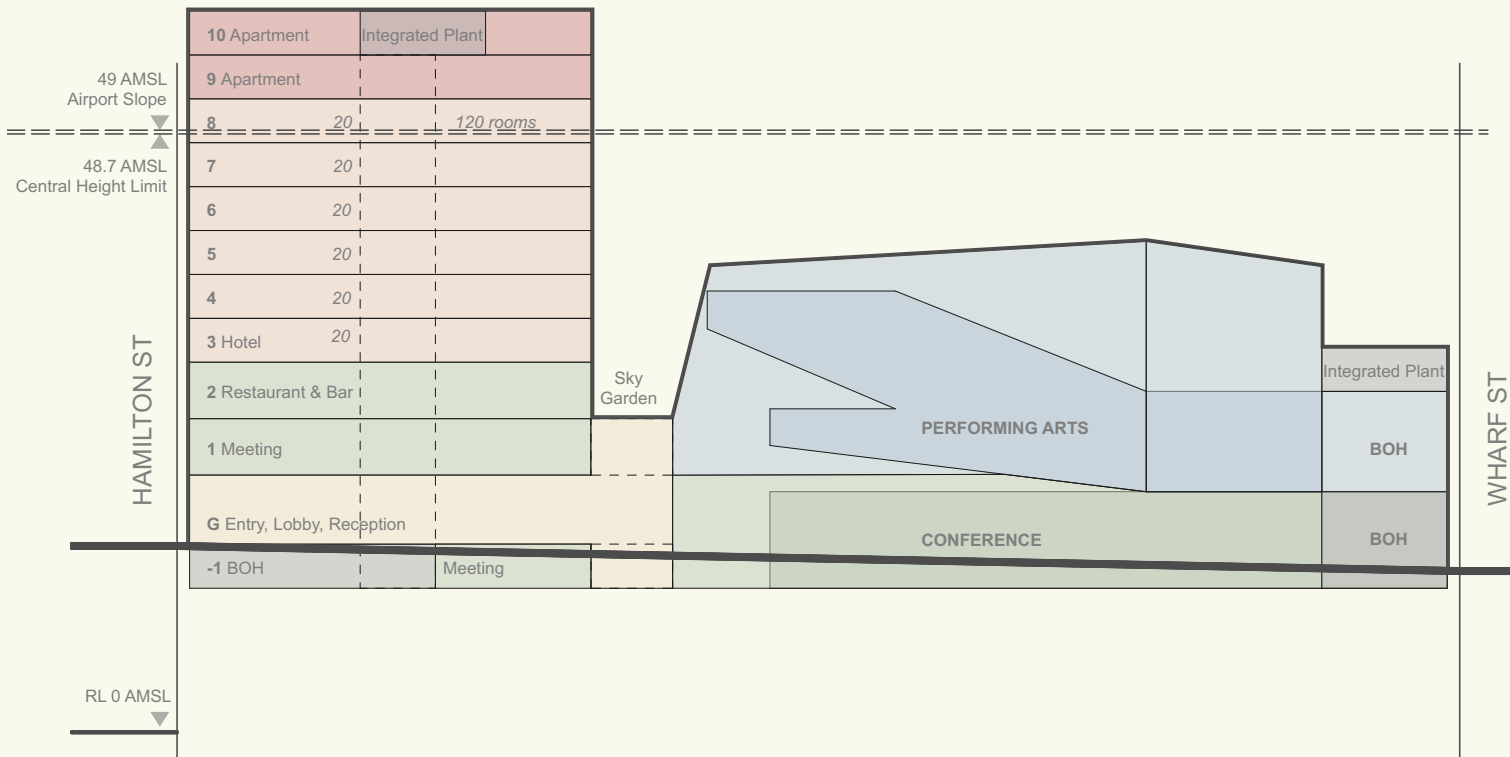 10 Apartment
Integrated Plant
9 Apartment
49 AMSL
Airport Slope
8
20
120 rooms
48.7 AMSL
Central Height Limit
7
20
6
20
5
20
4
20
3 Hotel
20
2 Restaurant & Bar
Sky
Garden
1 Meeting
G Entry, Lobby, Reception
-1 BOH
Meeting
PERFORMING ARTS
CONFERENCE
Integrated Plant
BOH
BOH
HAMILTON ST
WHARF ST
RL 0 AMSL